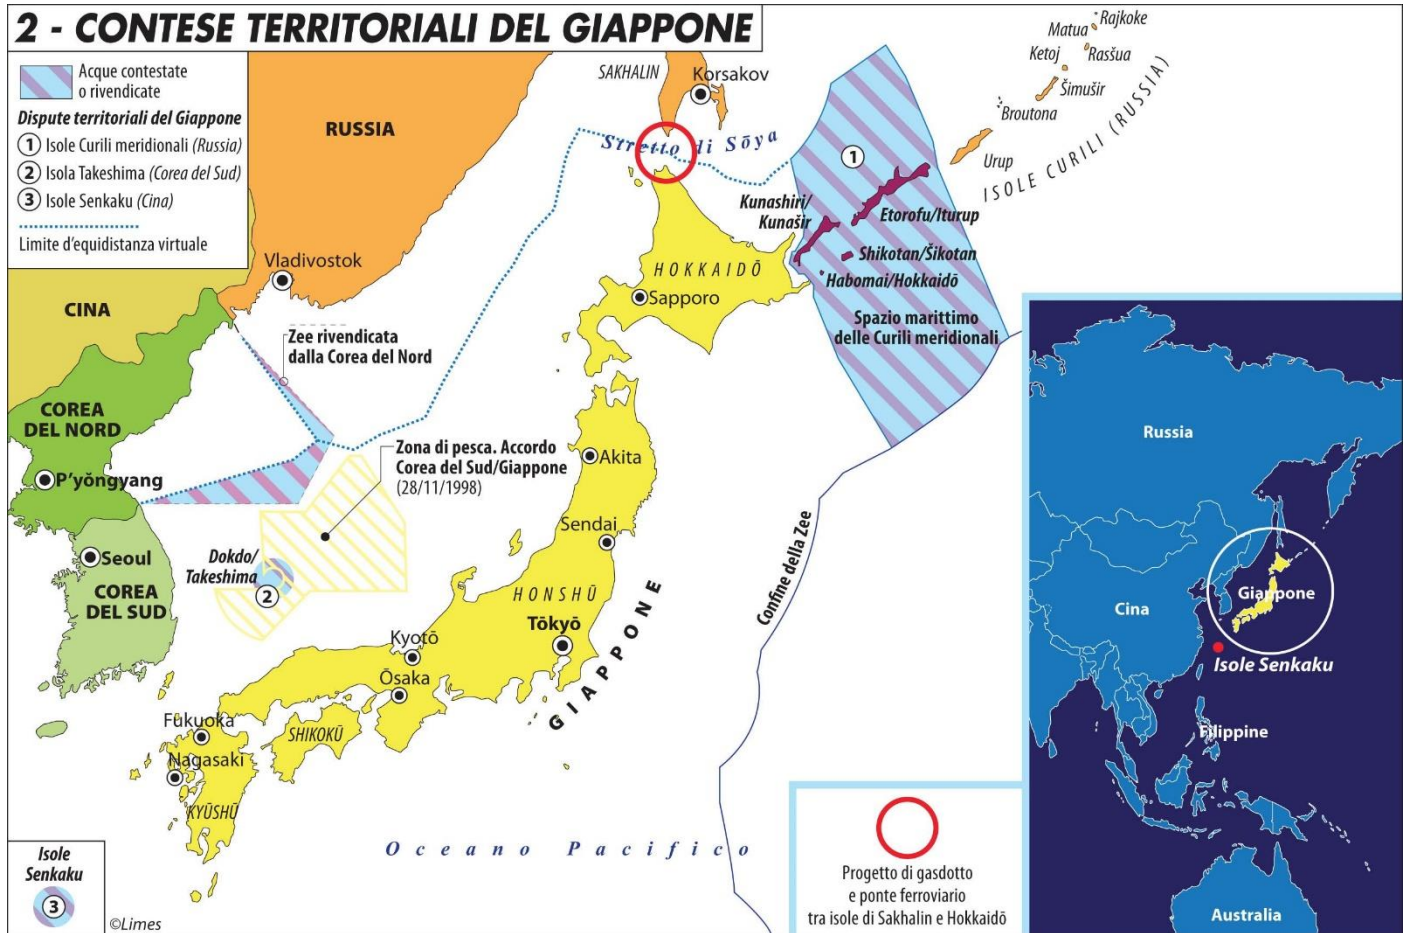 2 - CONTESE TERRITORIALI DEL GIAPPONE
Acque contestate
o rivendicate
Dispute territoriali del Giappone
1 Isole Curili meridionali (Russia)
2 Isola Takeshima (Corea del Sud)
3 Isole Senkaku (Cina)
Limite d'equidistanza virtuale
RUSSIA
SAKHALIN
Korsakov
Stretto di Sōya
Rajkoke
Matua
Rasšua
Ketoj
Šimušir
Broutona
Urup
ISOLE CURILI (RUSSIA)
1
Kunashiri/
Kunašir
Etorofu/Iturup
Shikotan/Šikotan
Habomai/Hokkaidō
Spazio marittimo
delle Curili meridionali
HOKKAIDŌ
Sapporo
Vladivostok
CINA
Zee rivendicata
dalla Corea del Nord
COREA
DEL NORD
P'yŏngyang
Zona di pesca. Accordo
Corea del Sud/Giappone
(28/11/1998)
Akita
Sendai
Seoul
COREA
DEL SUD
Dokdo/
Takeshima
2
HONSHŪ
Tōkyō
Kyotō
Ōsaka
GIAPPONE
Confine della Zee
Fukuoka
SHIKOKŪ
Nagasaki
KYŪSHŪ
Oceano Pacifico
Isole
Senkaku
3
©Limes
Progetto di gasdotto
e ponte ferroviario
tra isole di Sakhalin e Hokkaidō
Russia
Cina
Giappone
Isole Senkaku
Filippine
Australia